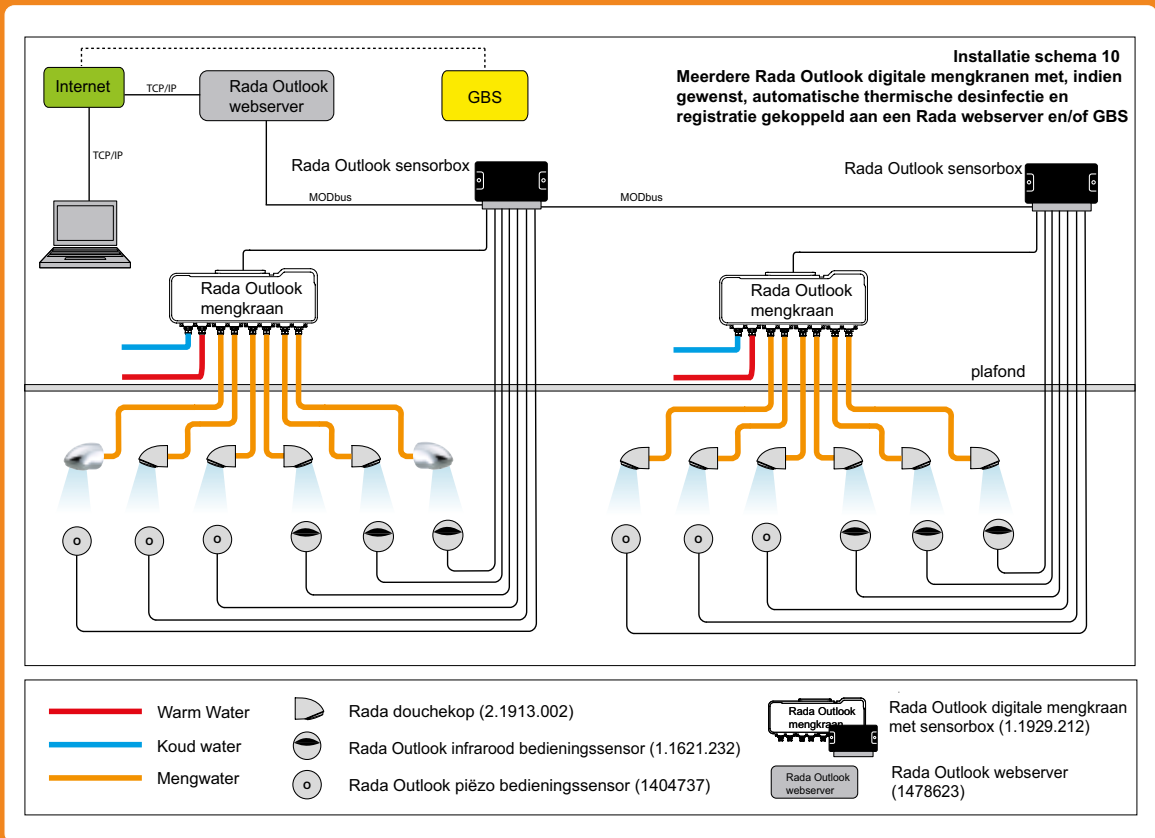 Installatie schema 10
Meerdere Rada Outlook digitale mengkranen met, indien
gewenst, automatische thermische desinfectie en
registratie gekoppeld aan een Rada webserver en/of GBS
Internet
TCP/IP
Rada Outlook
webserver
GBS
TCP/IP
Rada Outlook sensorbox
Rada Outlook sensorbox
MODbus
MODbus
Rada Outlook
mengkraan
Rada Outlook
mengkraan
plafond
o
o
o
o
o
o
Warm Water
Koud water
Mengwater
Rada douchekop (2.1913.002)
Rada Outlook infrarood bedieningssensor (1.1621.232)
o
Rada Outlook piëzo bedieningssensor (1404737)
Rada Outlook
mengkraan
Rada Outlook digitale mengkraan
met sensorbox (1.1929.212)
Rada Outlook
webserver
Rada Outlook webserver
(1478623)